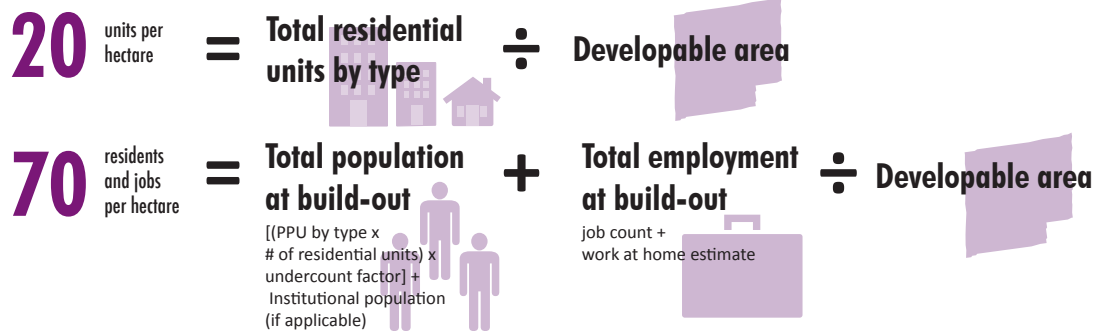 20 units per hectare = Total residential units by type ÷ Developable area
70 residents and jobs per hectare = Total population at build-out + Total employment at build-out ÷ Developable area
[(PPU by type x
# of residential units) x
undercount factor] +
Institutional population
(if applicable)
job count +
work at home estimate